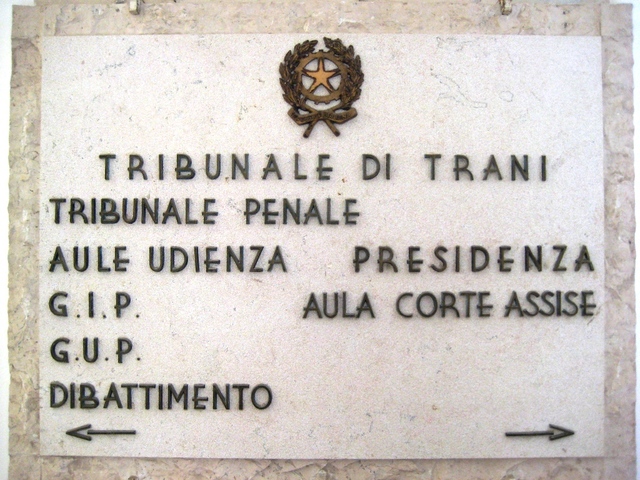 TRIBUNALE DI TRANI
TRIBUNALE PENALE
AULE UDIENZA PRESIDENZA
G.I.P. AULA CORTE ASSISE
G.U.P.
DIBATTIMENTO